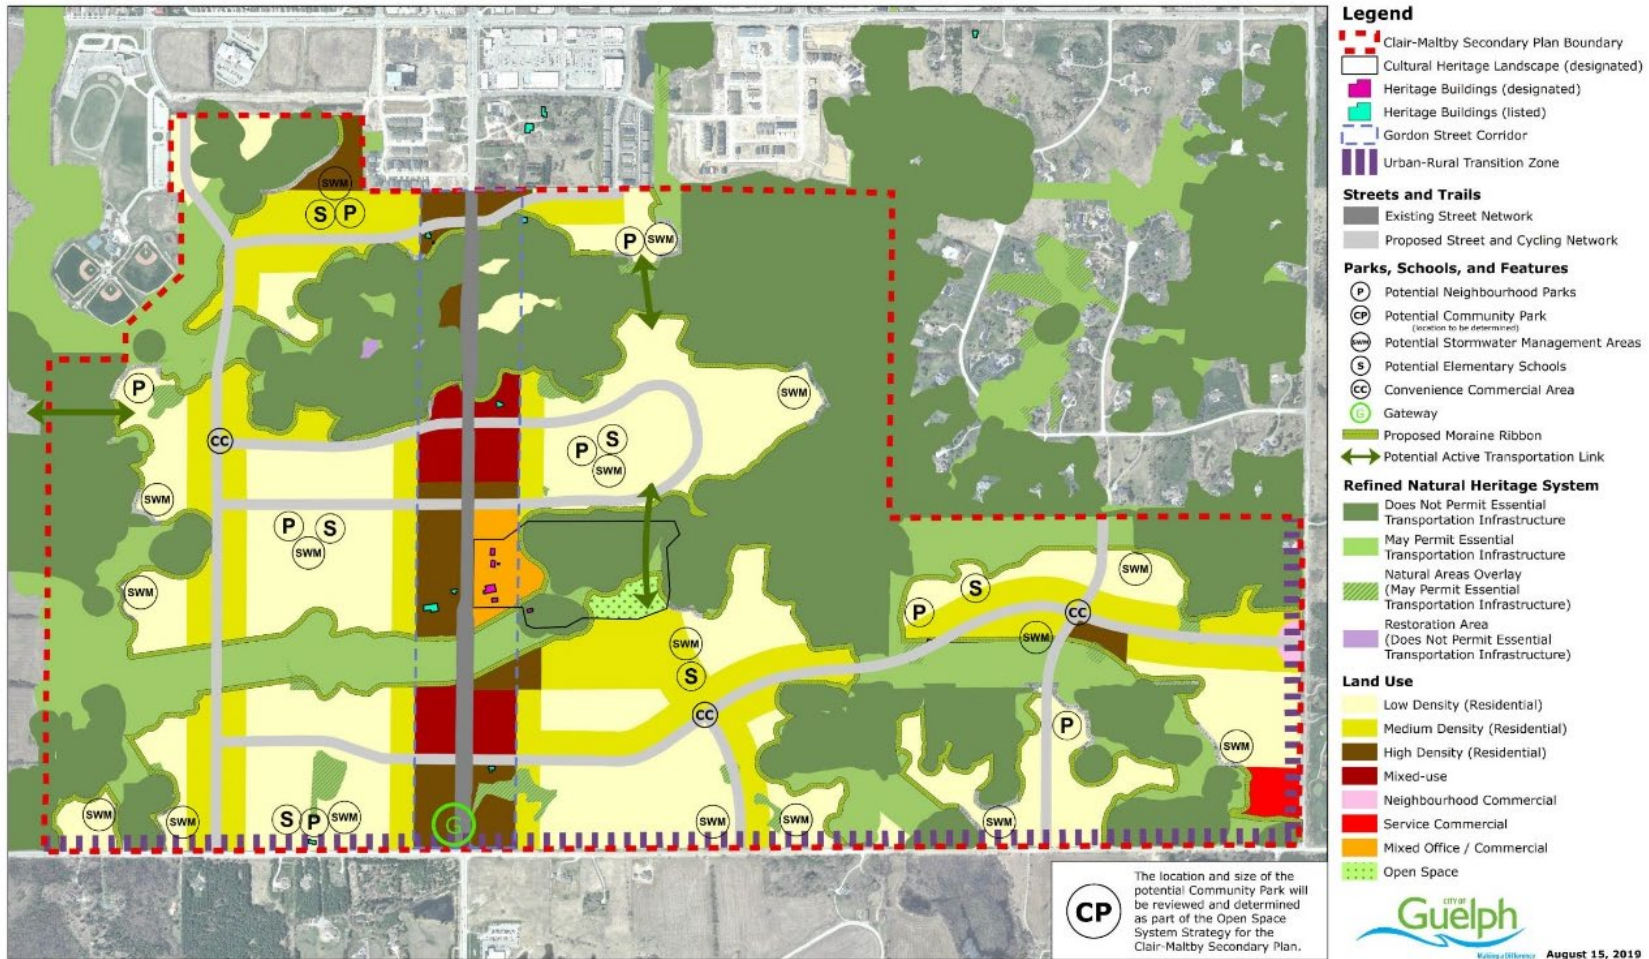 SWM
S P
P SWM
P
SWM
CC
P S
SWM
SWM
P S
SWM
SWM
S
P
SWM
CC
SWM
SWM
S
P
CC
SWM
SWM
SWM
S P SWM
G
SWM
SWM
SWM
CP
The location and size of the
potential Community Park will
be reviewed and determined
as part of the Open Space
System Strategy for the
Clair-Maltby Secondary Plan.
Legend
Clair-Maltby Secondary Plan Boundary
Cultural Heritage Landscape (designated)
Heritage Buildings (designated)
Heritage Buildings (listed)
Gordon Street Corridor
Urban-Rural Transition Zone
Streets and Trails
Existing Street Network
Proposed Street and Cycling Network
Parks, Schools, and Features
P Potential Neighbourhood Parks
CP Potential Community Park
(location to be determined)
SWM Potential Stormwater Management Areas
S Potential Elementary Schools
CC Convenience Commercial Area
G Gateway
Proposed Moraine Ribbon
Potential Active Transportation Link
Refined Natural Heritage System
Does Not Permit Essential
Transportation Infrastructure
May Permit Essential
Transportation Infrastructure
Natural Areas Overlay
(May Permit Essential
Transportation Infrastructure)
Restoration Area
(Does Not Permit Essential
Transportation Infrastructure)
Land Use
Low Density (Residential)
Medium Density (Residential)
High Density (Residential)
Mixed-use
Neighbourhood Commercial
Service Commercial
Mixed Office / Commercial
Open Space
CITY OF
Guelph
Making a Difference
August 15, 2019